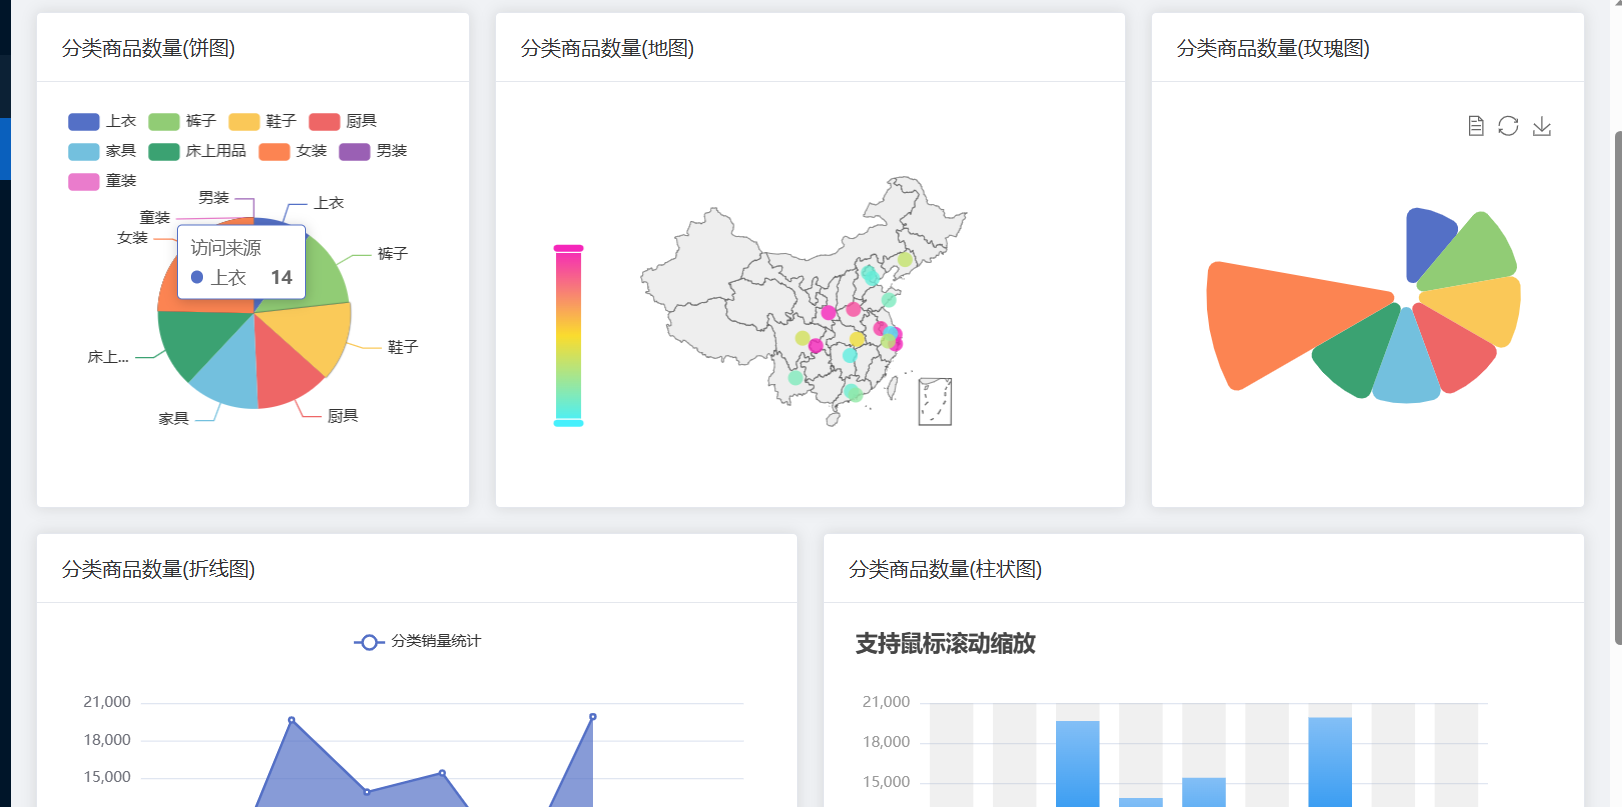 分类商品数量(饼图)
上衣 裤子 鞋子 厨具
家具 床上用品 女装 男装
童装
男装
上衣
童装
女装
裤子
访问来源
上衣 14
鞋子
床上...
家具
厨具
分类商品数量(地图)
分类商品数量(玫瑰图)
分类商品数量(折线图)
分类销量统计
21,000
18,000
15,000
分类商品数量(柱状图)
支持鼠标滚动缩放
21,000
18,000
15,000